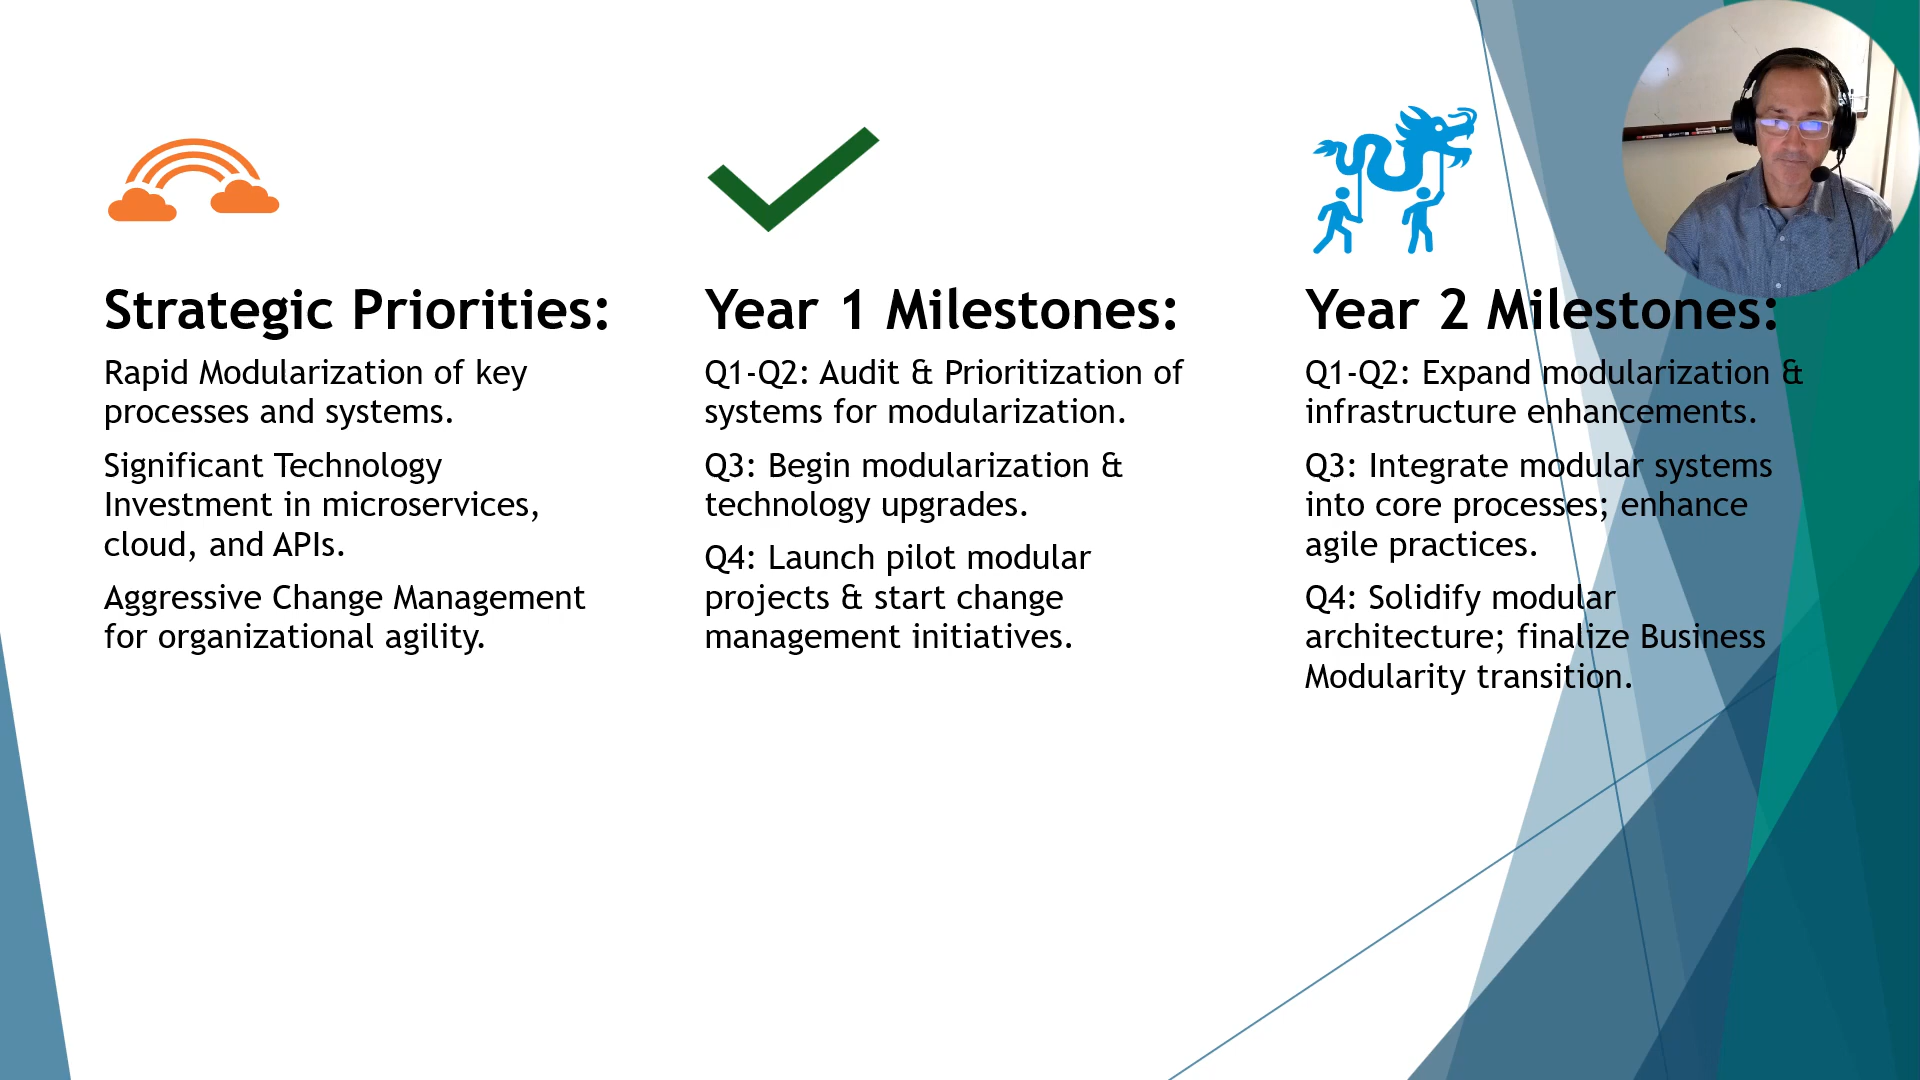 Strategic Priorities:
Rapid Modularization of key
processes and systems.
Significant Technology
Investment in microservices,
cloud, and APIs.
Aggressive Change Management
for organizational agility.
Year 1 Milestones:
Q1-Q2: Audit & Prioritization of
systems for modularization.
Q3: Begin modularization &
technology upgrades.
Q4: Launch pilot modular
projects & start change
management initiatives.
Year 2 Milestones:
Q1-Q2: Expand modularization &
infrastructure enhancements.
Q3: Integrate modular systems
into core processes; enhance
agile practices.
Q4: Solidify modular
architecture; finalize Business
Modularity transition.